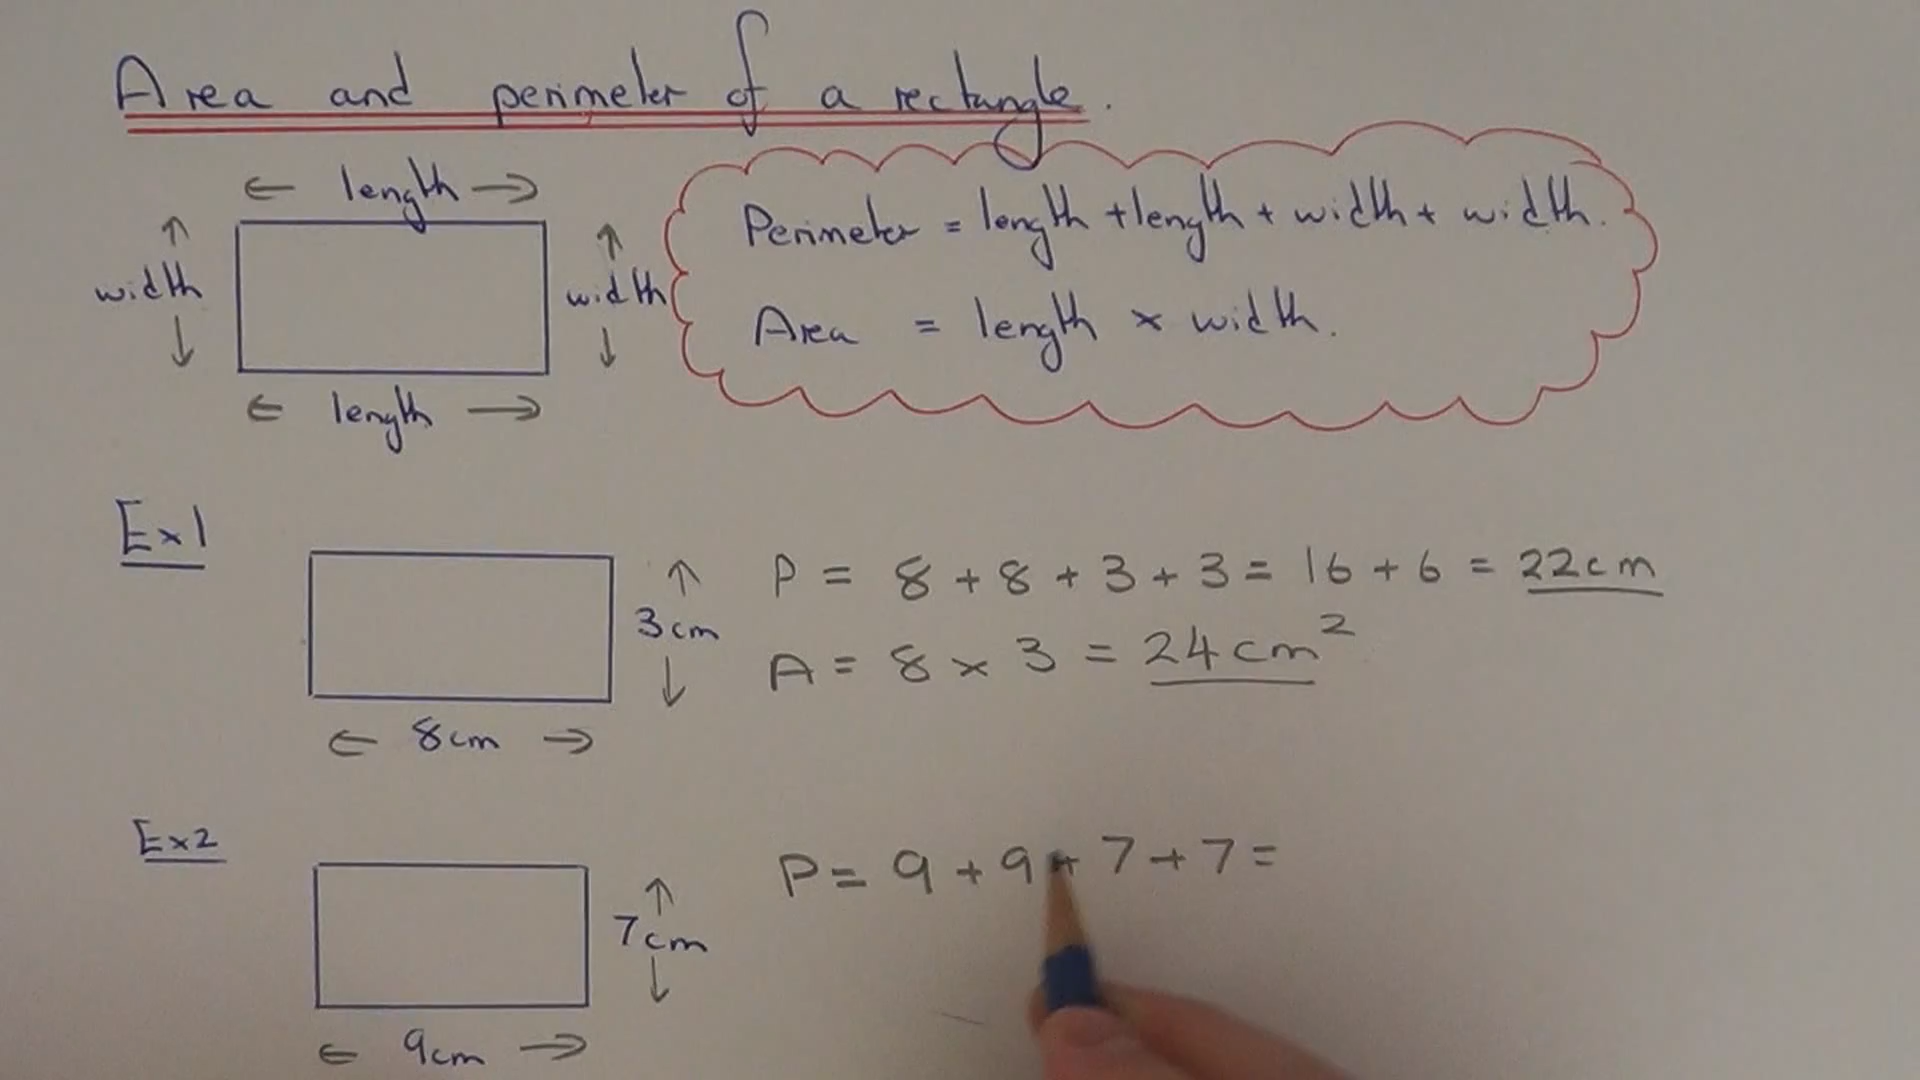 Area and perimeter of a rectangle.
length
width
width
length
Perimeter = length + length + width + width.
Area = length × width.
Ex1
3cm
8cm
P = 8 + 8 + 3 + 3 = 16 + 6 = 22cm
A = 8 × 3 = 24cm²
Ex2
7cm
9cm
P = 9 + 9 + 7 + 7 =